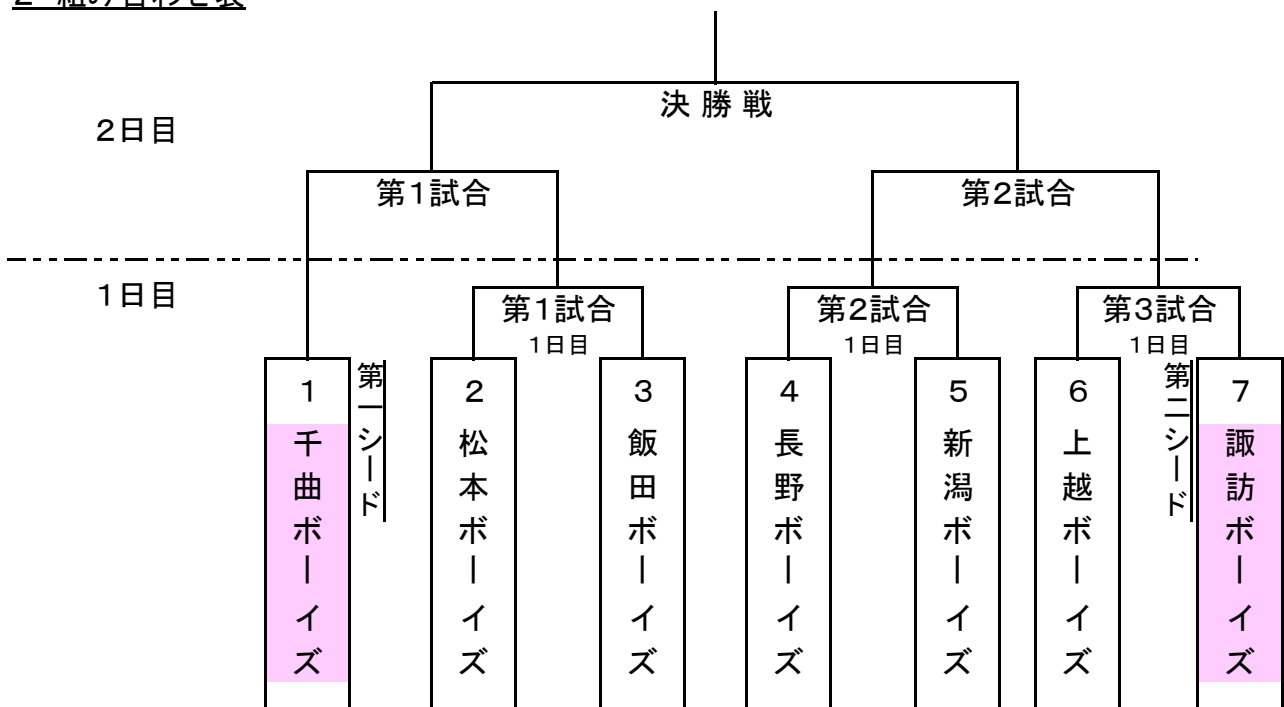 2 組み合わせ表
決勝戦
2日目
第1試合
第2試合
1日目
第1試合
1日目
第2試合
1日目
第3試合
1日目
1
千曲ボーイズ
第一シード
2
松本ボーイズ
3
飯田ボーイズ
4
長野ボーイズ
5
新潟ボーイズ
6
上越ボーイズ
第二シード
7
諏訪ボーイズ